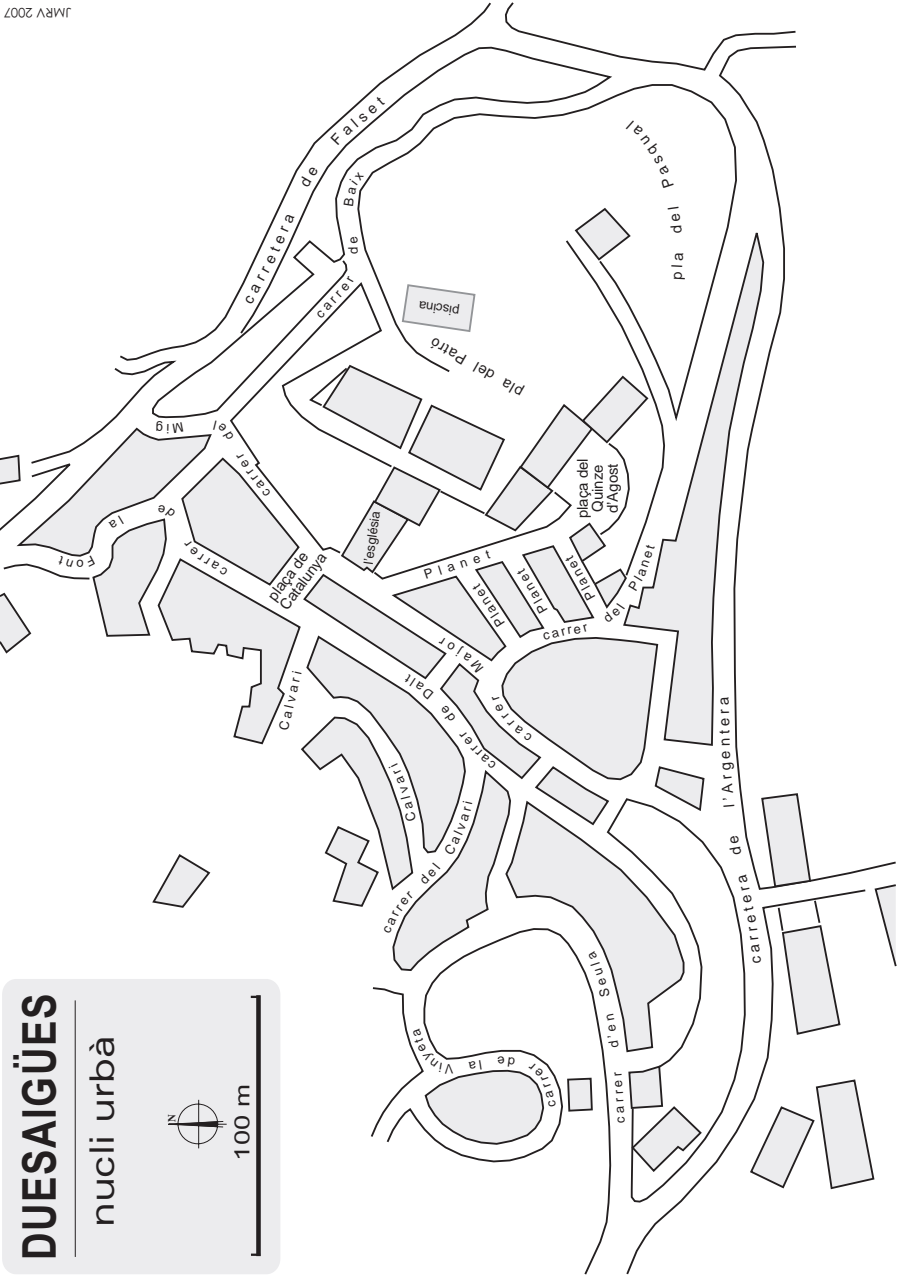 JMRV 2007
carretera de Falset
carrer de Baix
pla del Pasqual
piscina
pla del Patró
carrer del Mig
plaça del
Quinze
d'Agost
l'església
carrer de la Font
plaça de
Catalunya
Planet
Planet
Planet
Planet
carrer del Planet
carrer Major
carrer de Dalt
Calvari
Calvari
carrer del Calvari
carretera de l'Argentera
carrer d'en Seula
carrer de la Vinyeta
DUESAIGÜES
nucli urbà
N
100 m